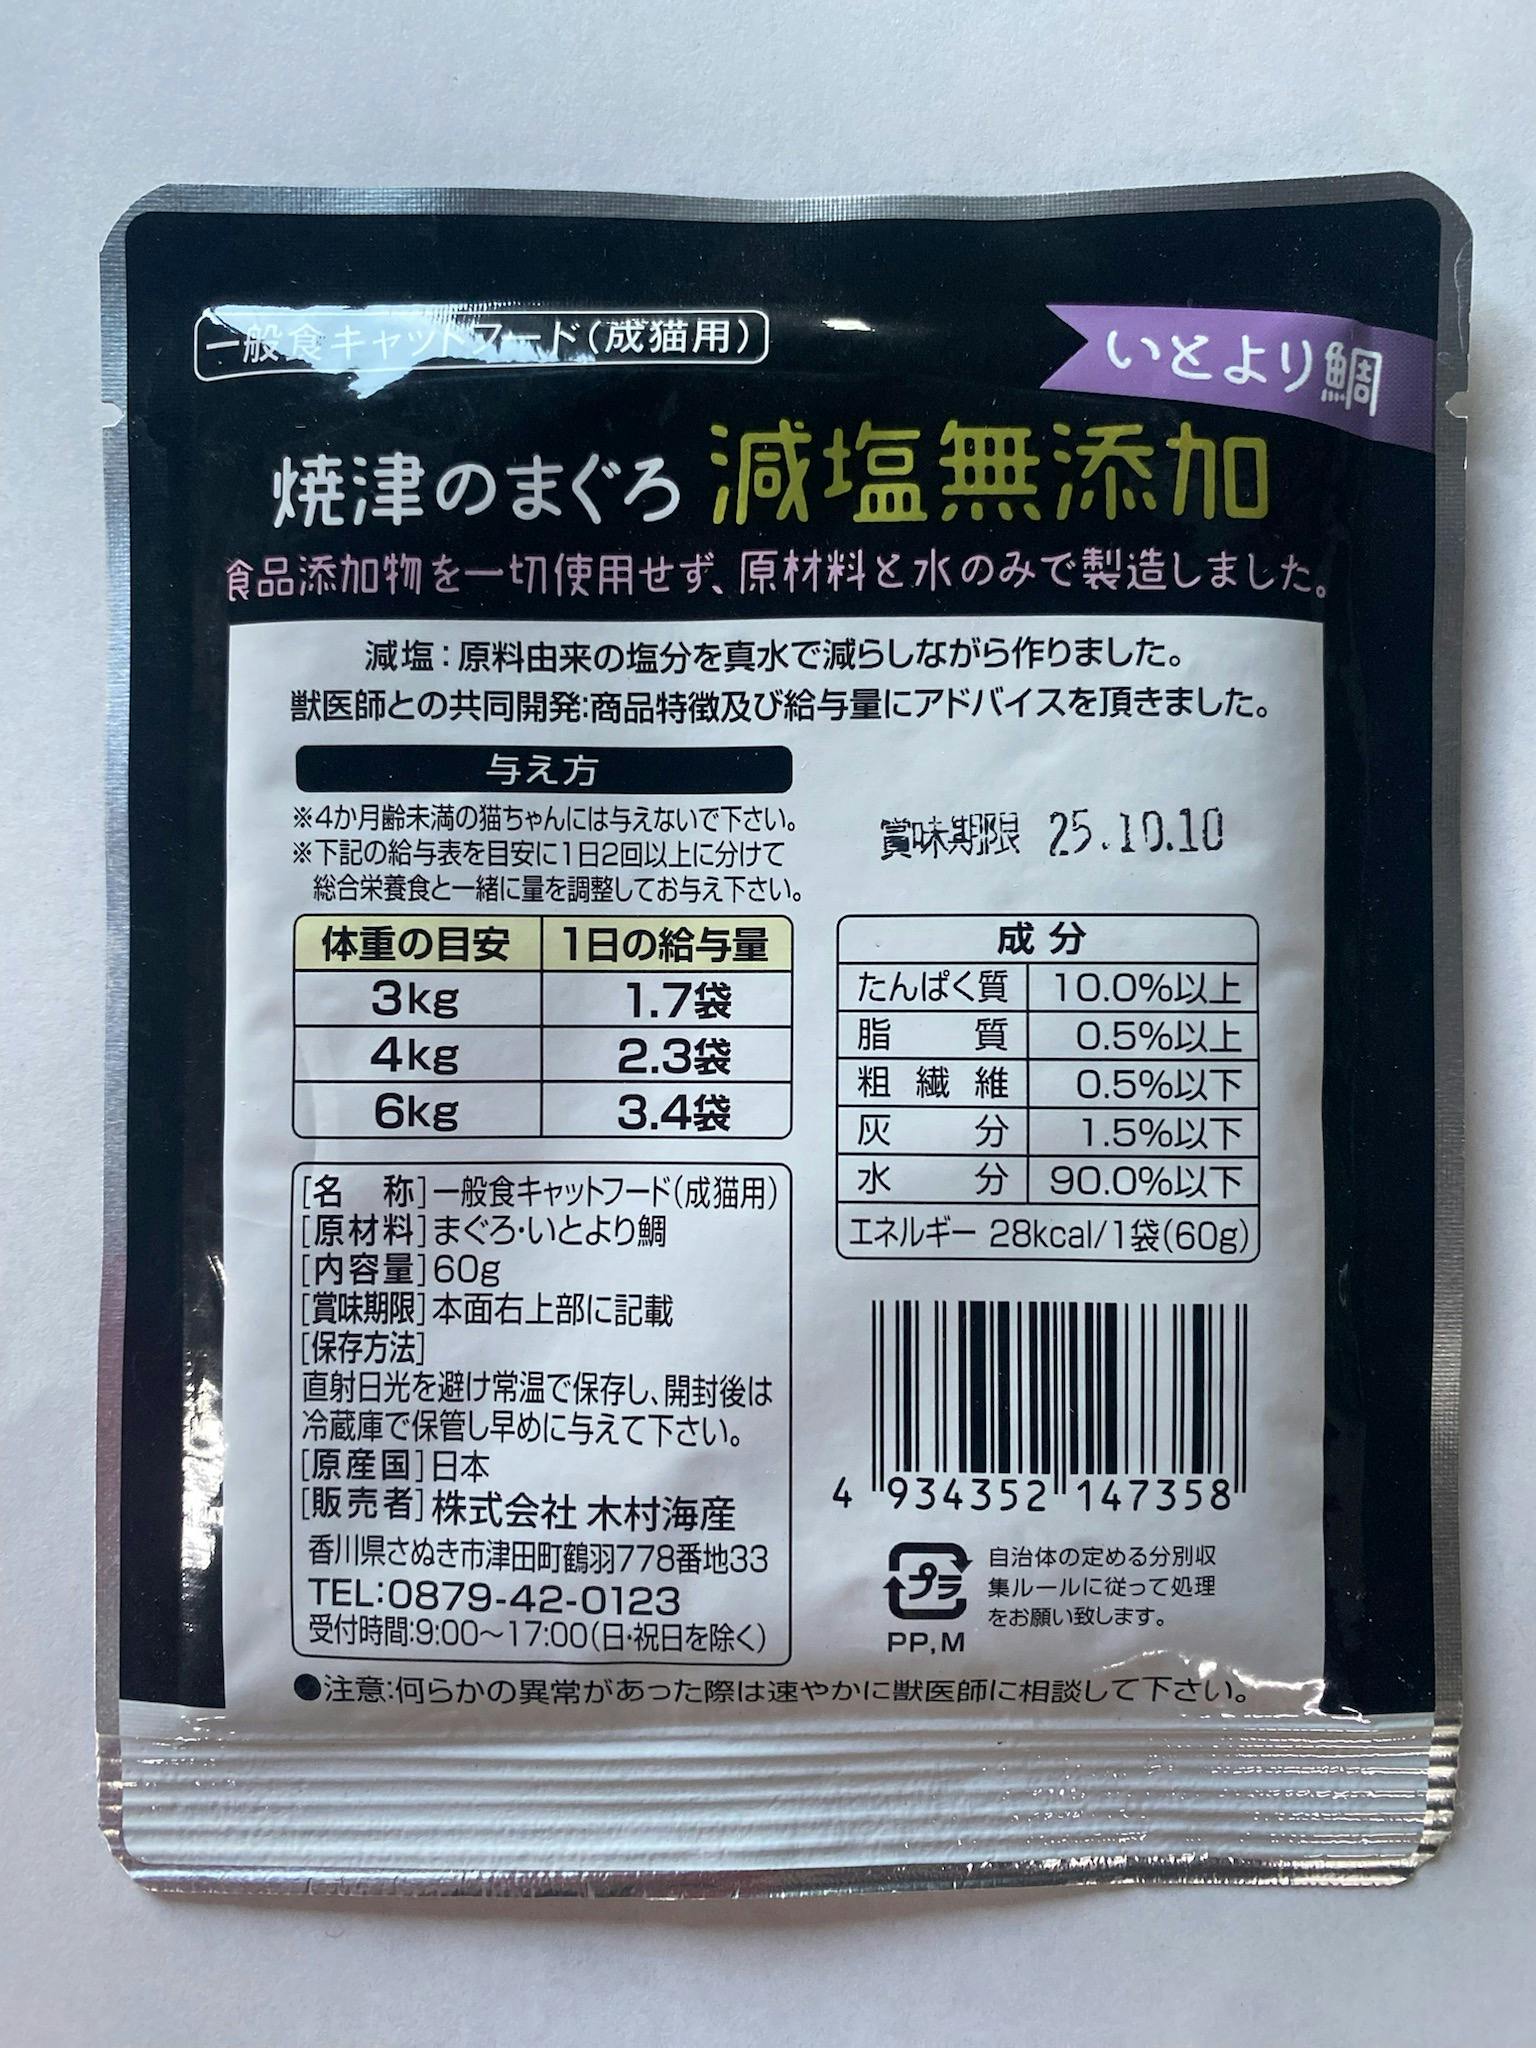 一般食キャットフード(成猫用)
いとより鯛
焼津のまぐろ 減塩無添加
食品添加物を一切使用せず、原材料と水のみで製造しました。
減塩:原料由来の塩分を真水で減らしながら作りました。
獣医師との共同開発:商品特徴及び給与量にアドバイスを頂きました。
与え方
※4か月齢未満の猫ちゃんには与えないで下さい。
※下記の給与表を目安に1日2回以上に分けて
総合栄養食と一緒に量を調整してお与え下さい。
体重の目安 1日の給与量
3kg 1.7袋
4kg 2.3袋
6kg 3.4袋
[名 称]一般食キャットフード(成猫用)
[原材料]まぐろ・いとより鯛
[内容量]60g
[賞味期限]本面右上部に記載
[保存方法]
直射日光を避け常温で保存し、開封後は
冷蔵庫で保管し早めに与えて下さい。
[原産国]日本
[販売者]株式会社 木村海産
香川県さぬき市津田町鶴羽778番地33
TEL:0879-42-0123
受付時間:9:00~17:00(日・祝日を除く)
賞味期限 25.10.10
成分
たんぱく質 10.0%以上
脂質 0.5%以上
粗繊維 0.5%以下
灰分 1.5%以下
水分 90.0%以下
エネルギー 28kcal/1袋(60g)
4 934352 147358
プラ
PP,M
自治体の定める分別収
集ルールに従って処理
をお願い致します。
●注意:何らかの異常があった際は速やかに獣医師に相談して下さい。